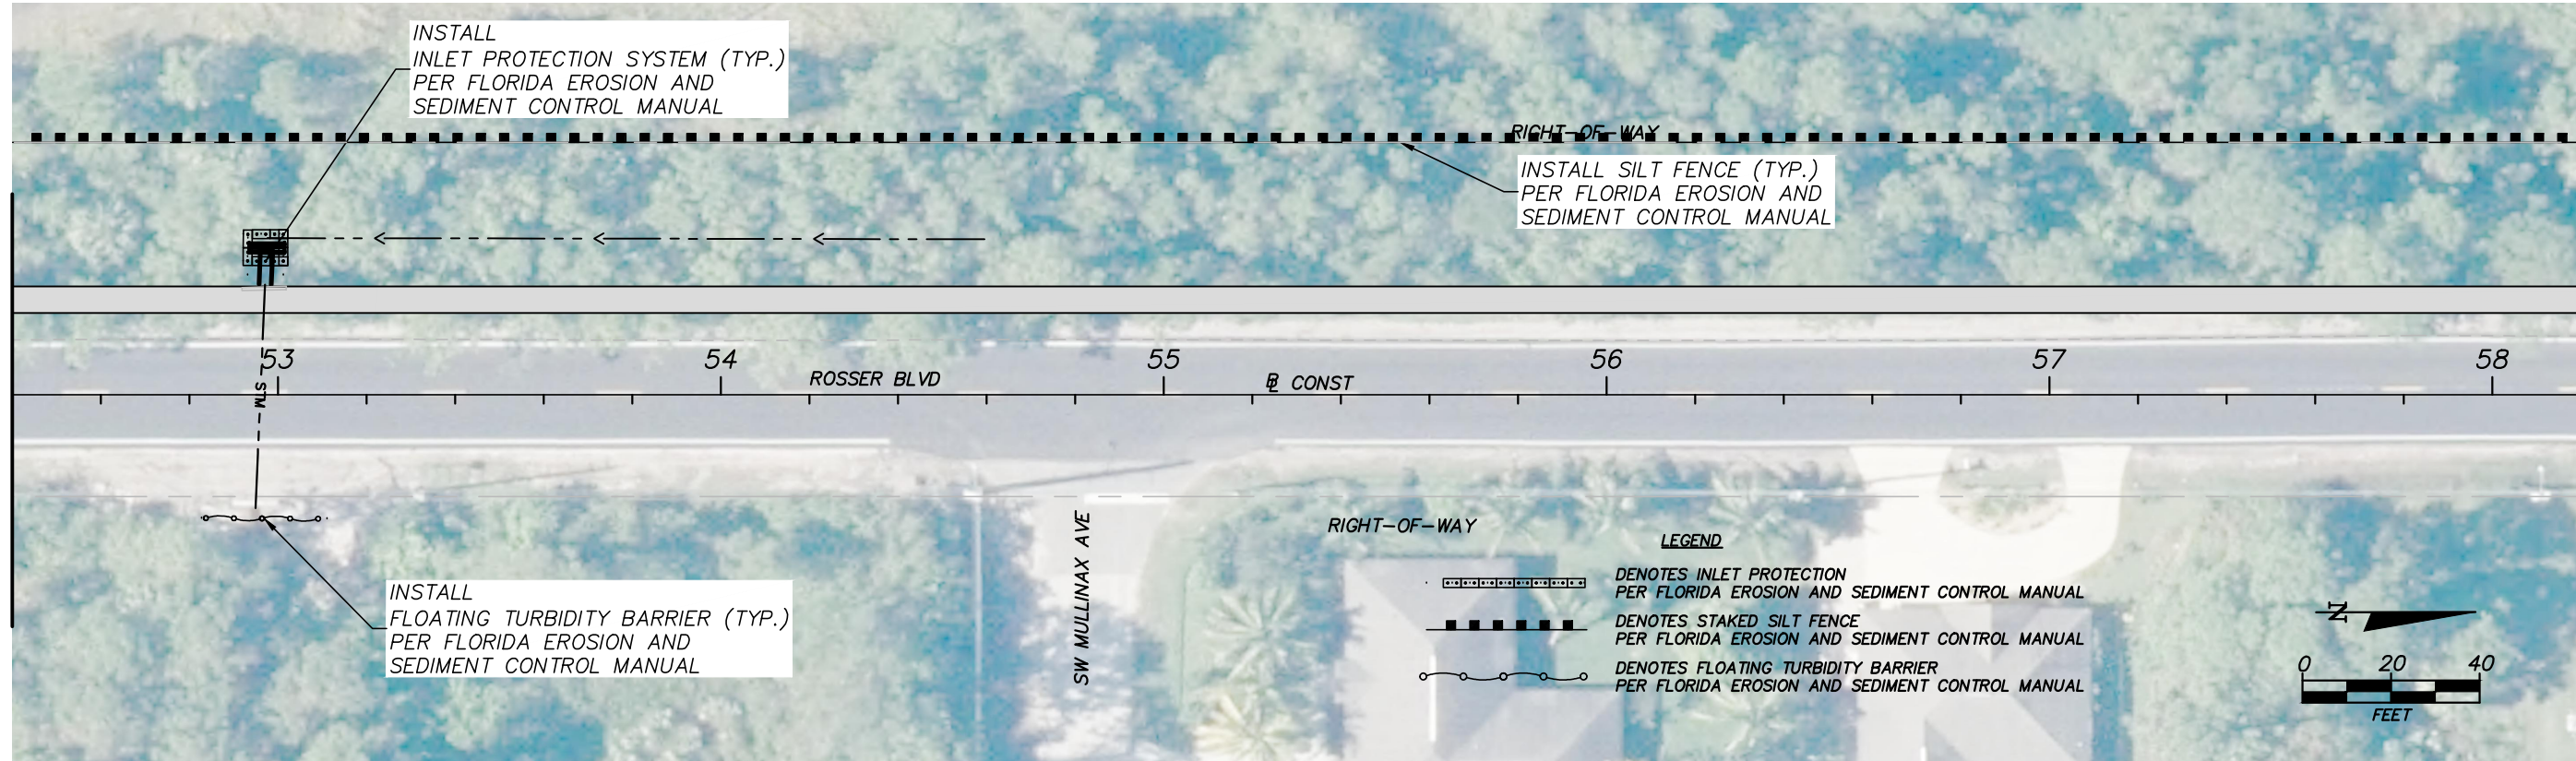 INSTALL
INLET PROTECTION SYSTEM (TYP.)
PER FLORIDA EROSION AND
SEDIMENT CONTROL MANUAL
RIGHT-OF-WAY
INSTALL SILT FENCE (TYP.)
PER FLORIDA EROSION AND
SEDIMENT CONTROL MANUAL
53
54
55
56
57
58
STM
ROSSER BLVD
BL CONST
SW MULLINAX AVE
RIGHT-OF-WAY
INSTALL
FLOATING TURBIDITY BARRIER (TYP.)
PER FLORIDA EROSION AND
SEDIMENT CONTROL MANUAL
LEGEND
DENOTES INLET PROTECTION
PER FLORIDA EROSION AND SEDIMENT CONTROL MANUAL
DENOTES STAKED SILT FENCE
PER FLORIDA EROSION AND SEDIMENT CONTROL MANUAL
DENOTES FLOATING TURBIDITY BARRIER
PER FLORIDA EROSION AND SEDIMENT CONTROL MANUAL
N
0 20 40
FEET